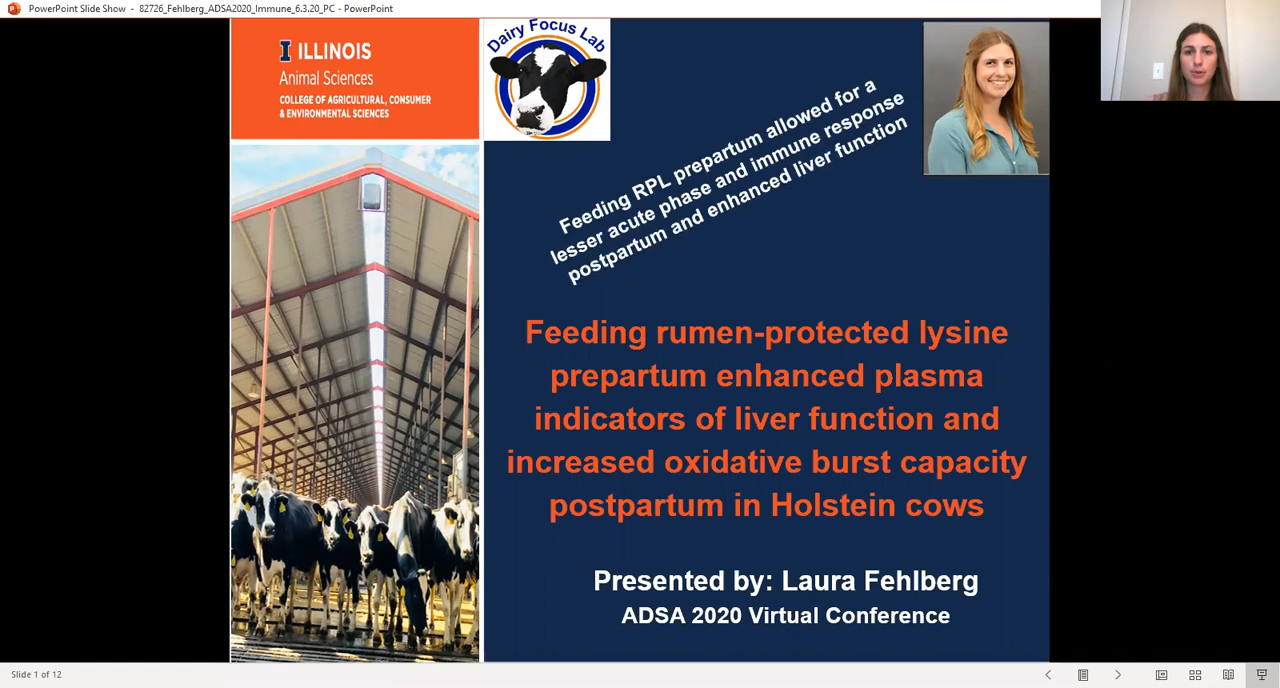 PowerPoint Slide Show - 82726_Fehlberg_ADSA2020_Immune_6.3.20_PC - PowerPoint
I ILLINOIS
Animal Sciences
COLLEGE OF AGRICULTURAL, CONSUMER
& ENVIRONMENTAL SCIENCES
Dairy Focus Lab
Feeding RPL prepartum allowed for a
lesser acute phase and immune response
postpartum and enhanced liver function
Feeding rumen-protected lysine
prepartum enhanced plasma
indicators of liver function and
increased oxidative burst capacity
postpartum in Holstein cows
Presented by: Laura Fehlberg
ADSA 2020 Virtual Conference
Slide 1 of 12